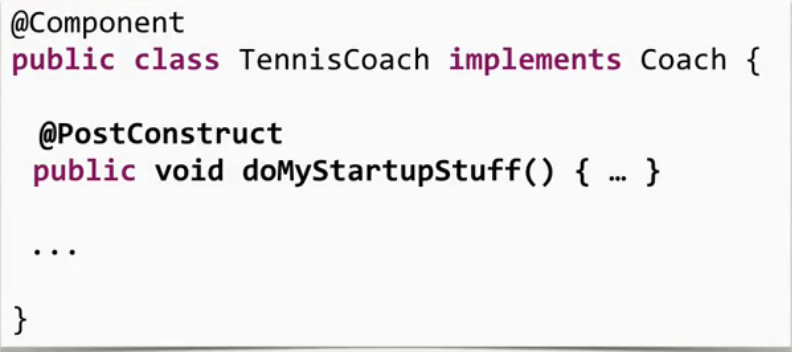 @Component
public class TennisCoach implements Coach {
@PostConstruct
public void doMyStartupStuff() { … }
...
}